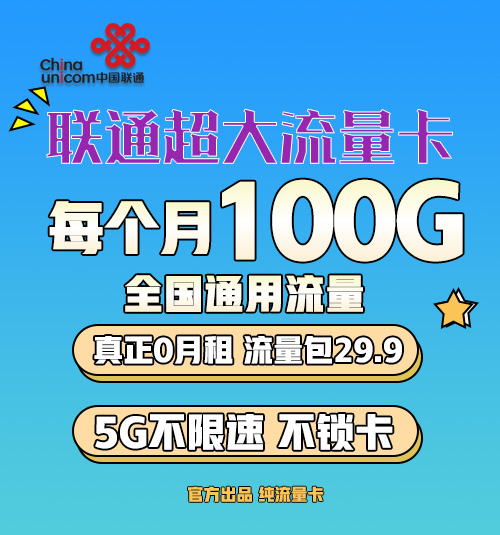 China
unicom中国联通
联通超大流量卡
每个月100G
全国通用流量
真正0月租 流量包29.9
5G不限速 不锁卡
官方出品 纯流量卡